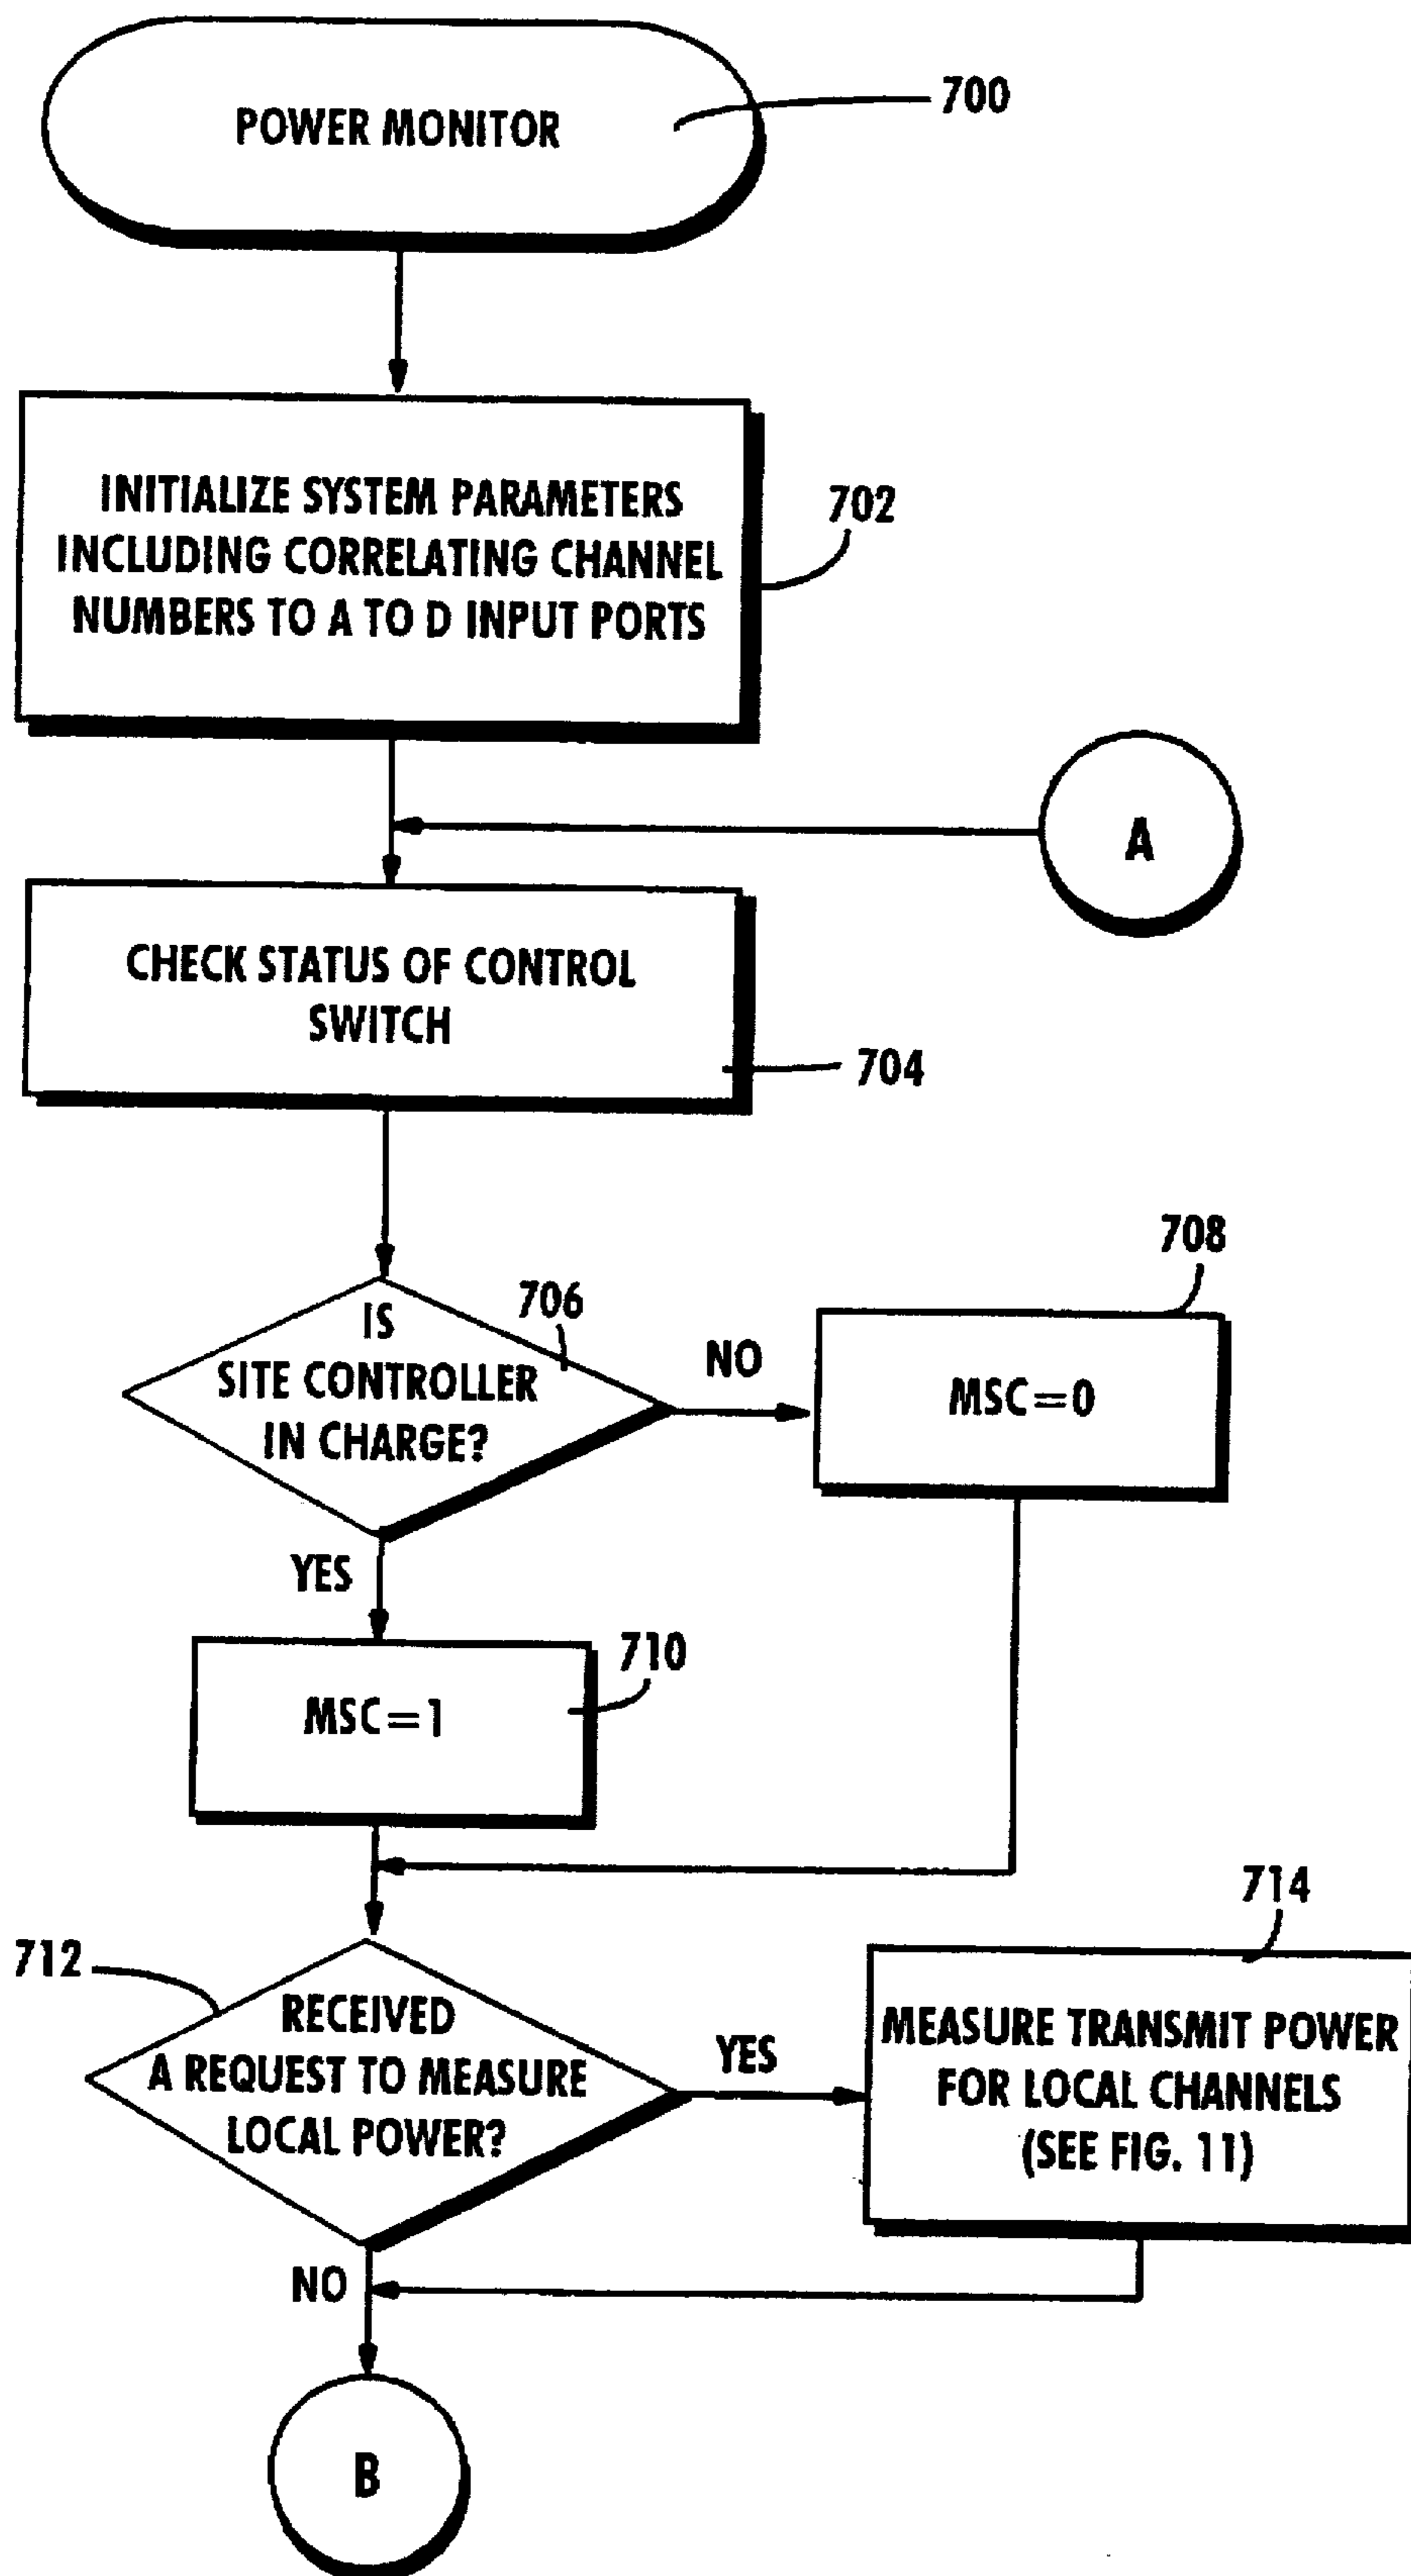 POWER MONITOR
700
INITIALIZE SYSTEM PARAMETERS
INCLUDING CORRELATING CHANNEL
NUMBERS TO A TO D INPUT PORTS
702
A
CHECK STATUS OF CONTROL
SWITCH
704
IS
SITE CONTROLLER
IN CHARGE?
706
NO
708
MSC=0
YES
MSC=1
710
712
RECEIVED
A REQUEST TO MEASURE
LOCAL POWER?
YES
714
MEASURE TRANSMIT POWER
FOR LOCAL CHANNELS
(SEE FIG. 11)
NO
B